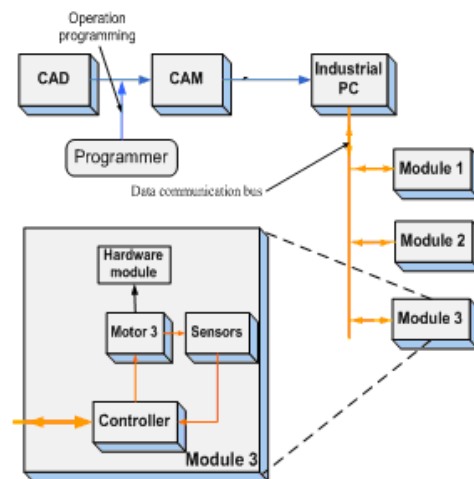 Operation
programming
CAD
CAM
Industrial
PC
Programmer
Data communication bus
Module 1
Module 2
Module 3
Hardware
module
Motor 3
Sensors
Controller
Module 3